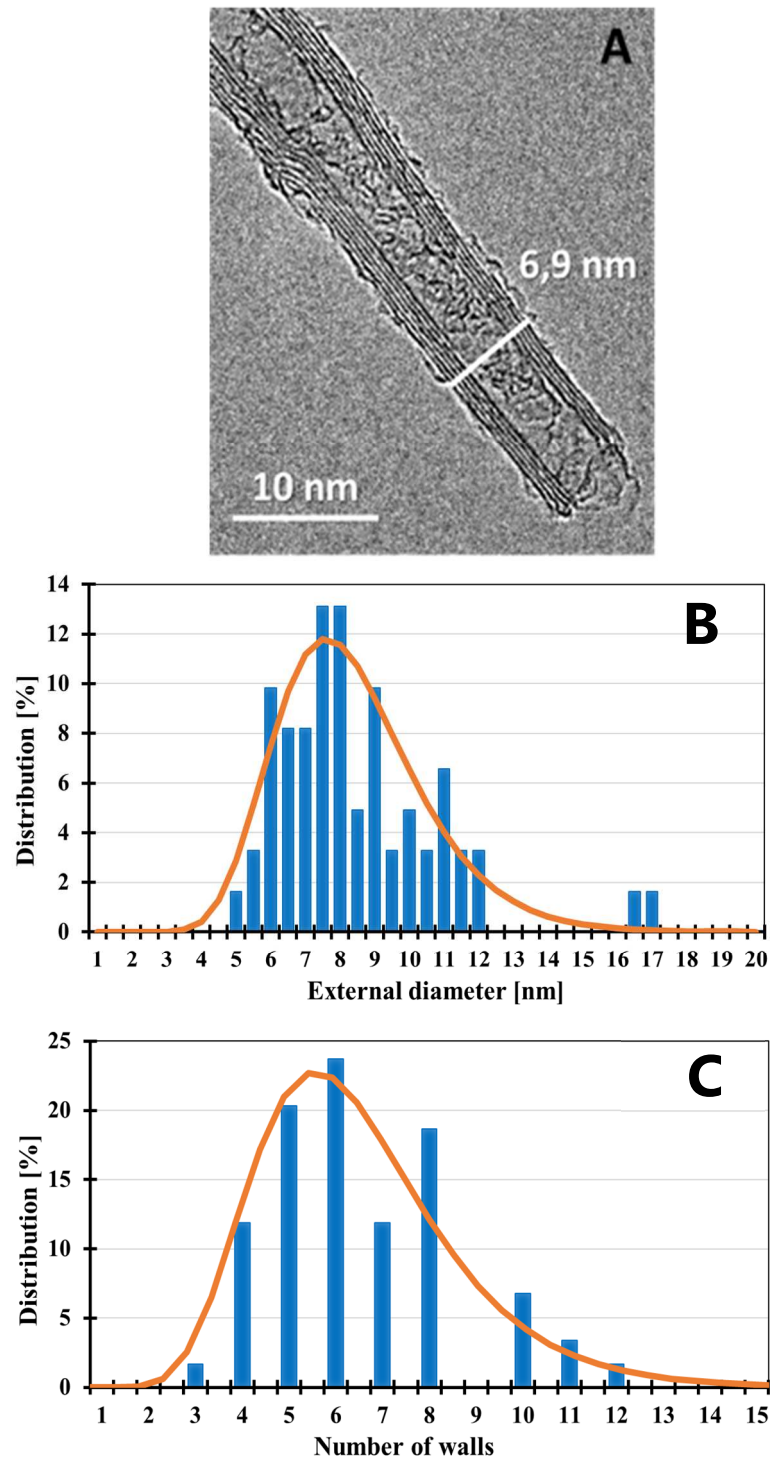 A
6,9 nm
10 nm
B
14
12
10
8
6
4
2
0
Distribution [%]
1 2 3 4 5 6 7 8 9 10 11 12 13 14 15 16 17 18 19 20
External diameter [nm]
C
25
20
15
10
5
0
Distribution [%]
1 2 3 4 5 6 7 8 9 10 11 12 13 14 15
Number of walls